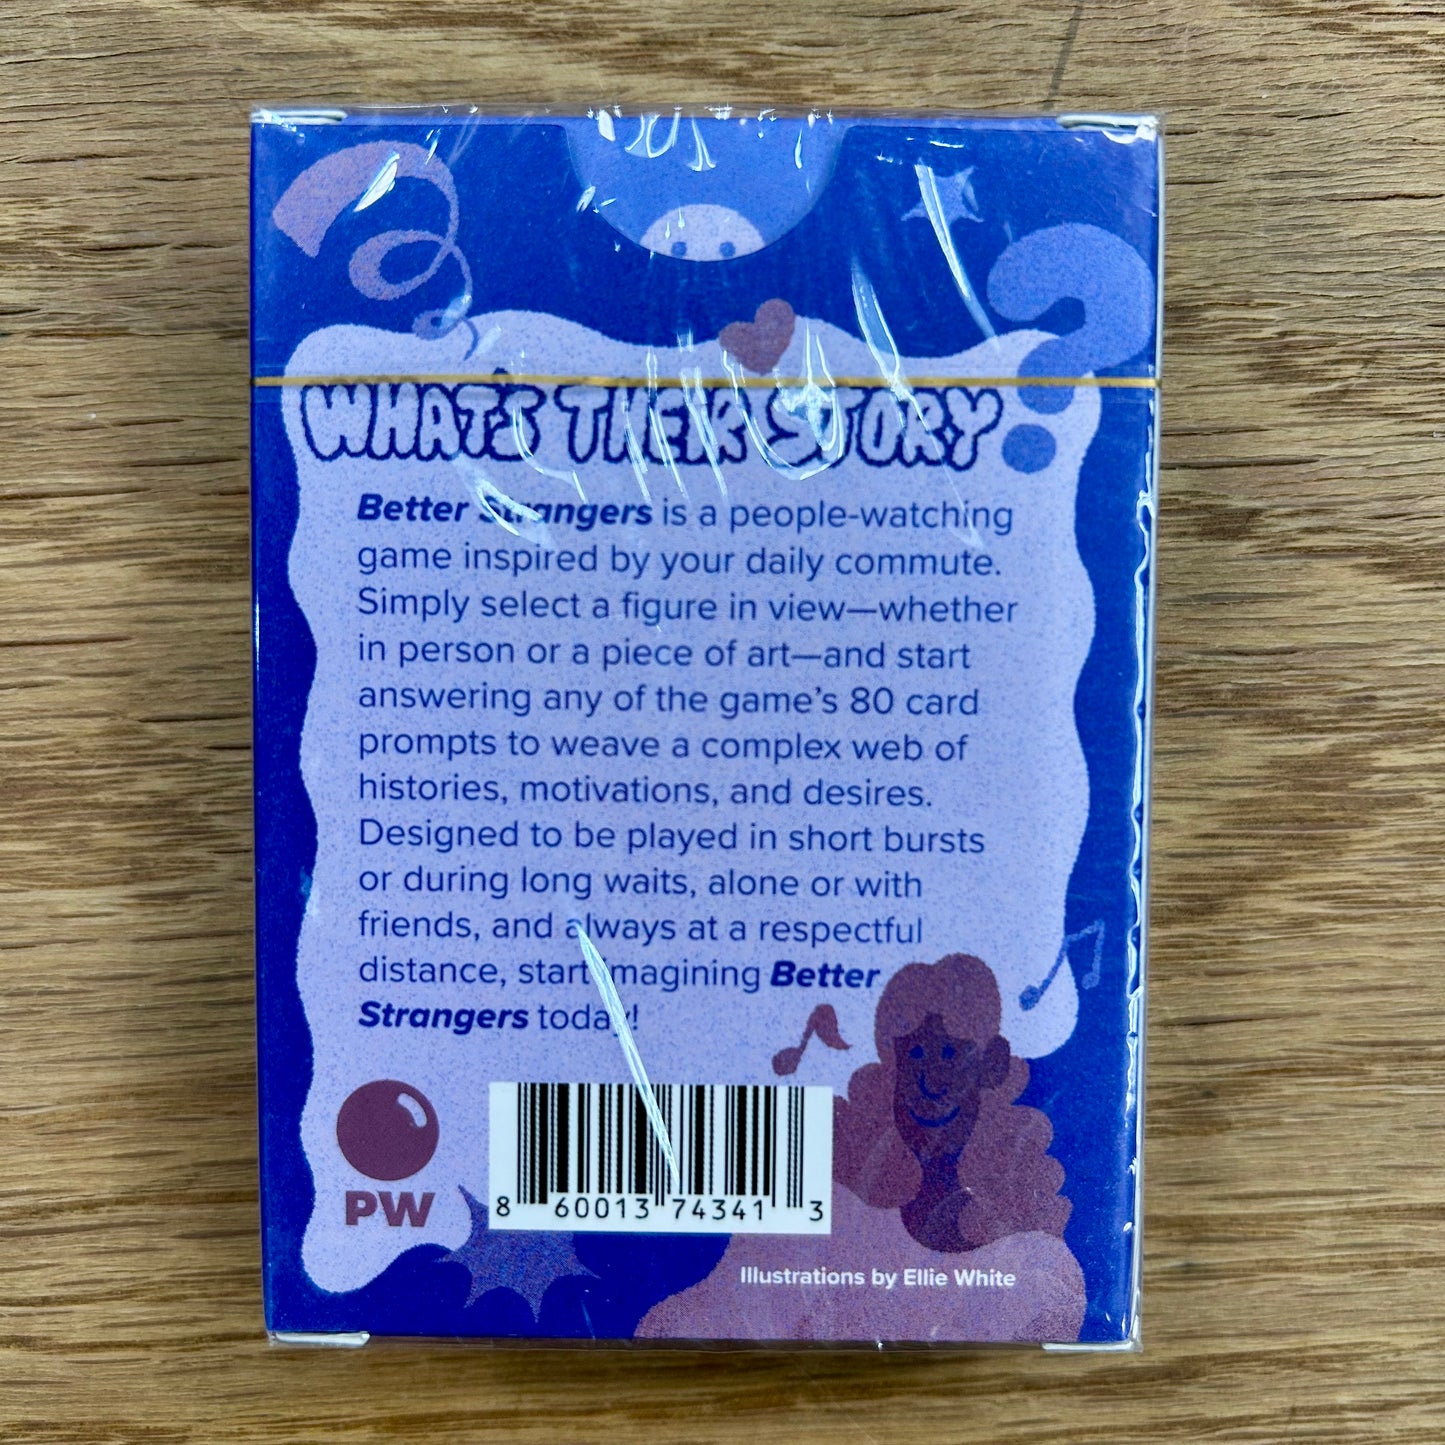 WHAT'S THEIR STORY?
Better Strangers is a people-watching
game inspired by your daily commute.
Simply select a figure in view—whether
in person or a piece of art—and start
answering any of the game’s 80 card
prompts to weave a complex web of
histories, motivations, and desires.
Designed to be played in short bursts
or during long waits, alone or with
friends, and always at a respectful
distance, start imagining Better
Strangers today!
PW
8 60013 74341 3
Illustrations by Ellie White